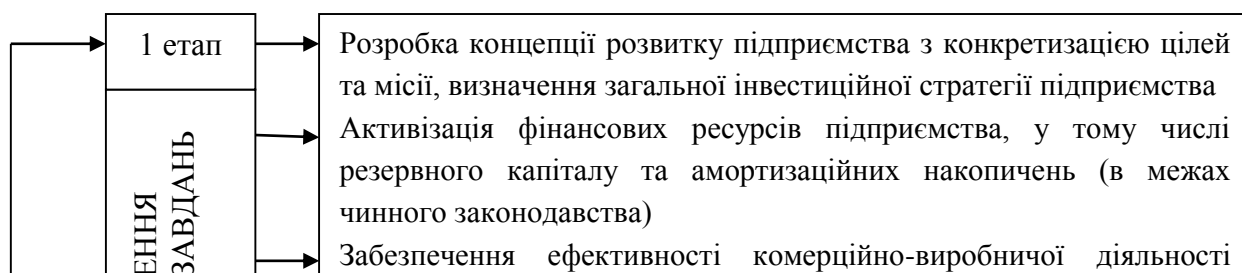 1 етап
Розробка концепції розвитку підприємства з конкретизацією цілей
та місії, визначення загальної інвестиційної стратегії підприємства
Активізація фінансових ресурсів підприємства, у тому числі
резервного капіталу та амортизаційних накопичень (в межах
чинного законодавства)
Забезпечення ефективності комерційно-виробничої діяльності
ЗАВДАНЬ